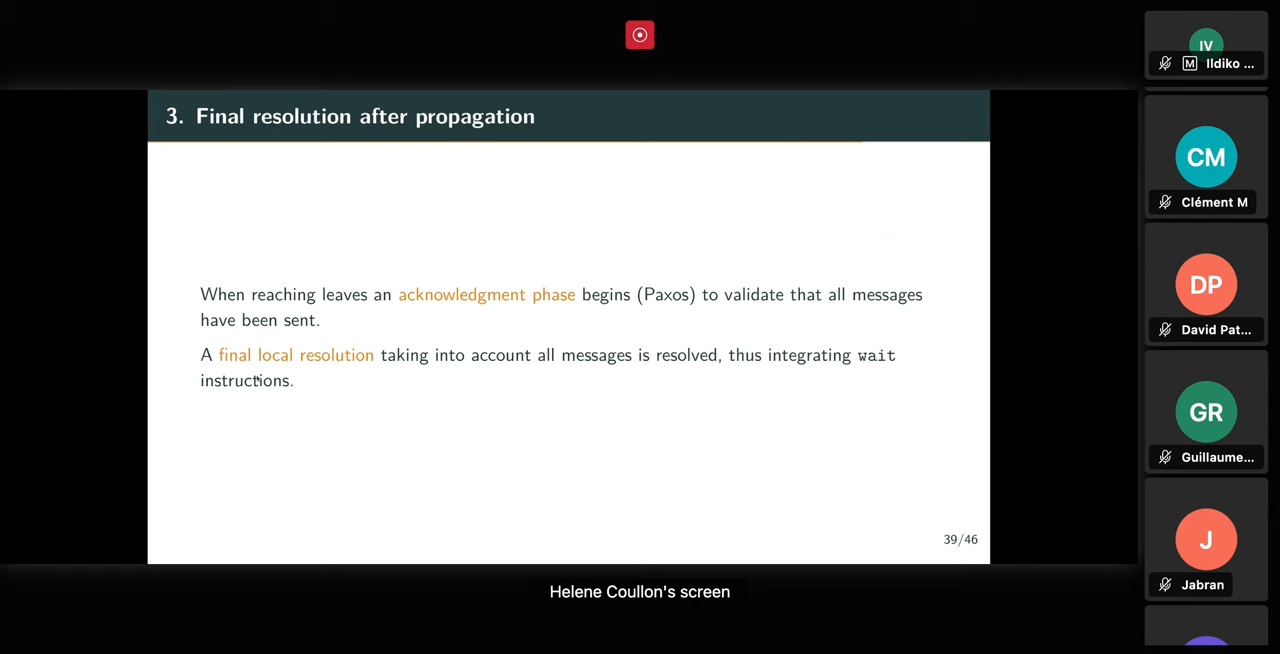 3. Final resolution after propagation
When reaching leaves an acknowledgment phase begins (Paxos) to validate that all messages
have been sent.
A final local resolution taking into account all messages is resolved, thus integrating wait
instructions.
39/46
Helene Coullon's screen
IV
M Ildiko ...
CM
Clément M
DP
David Pat...
GR
Guillaume...
J
Jabran